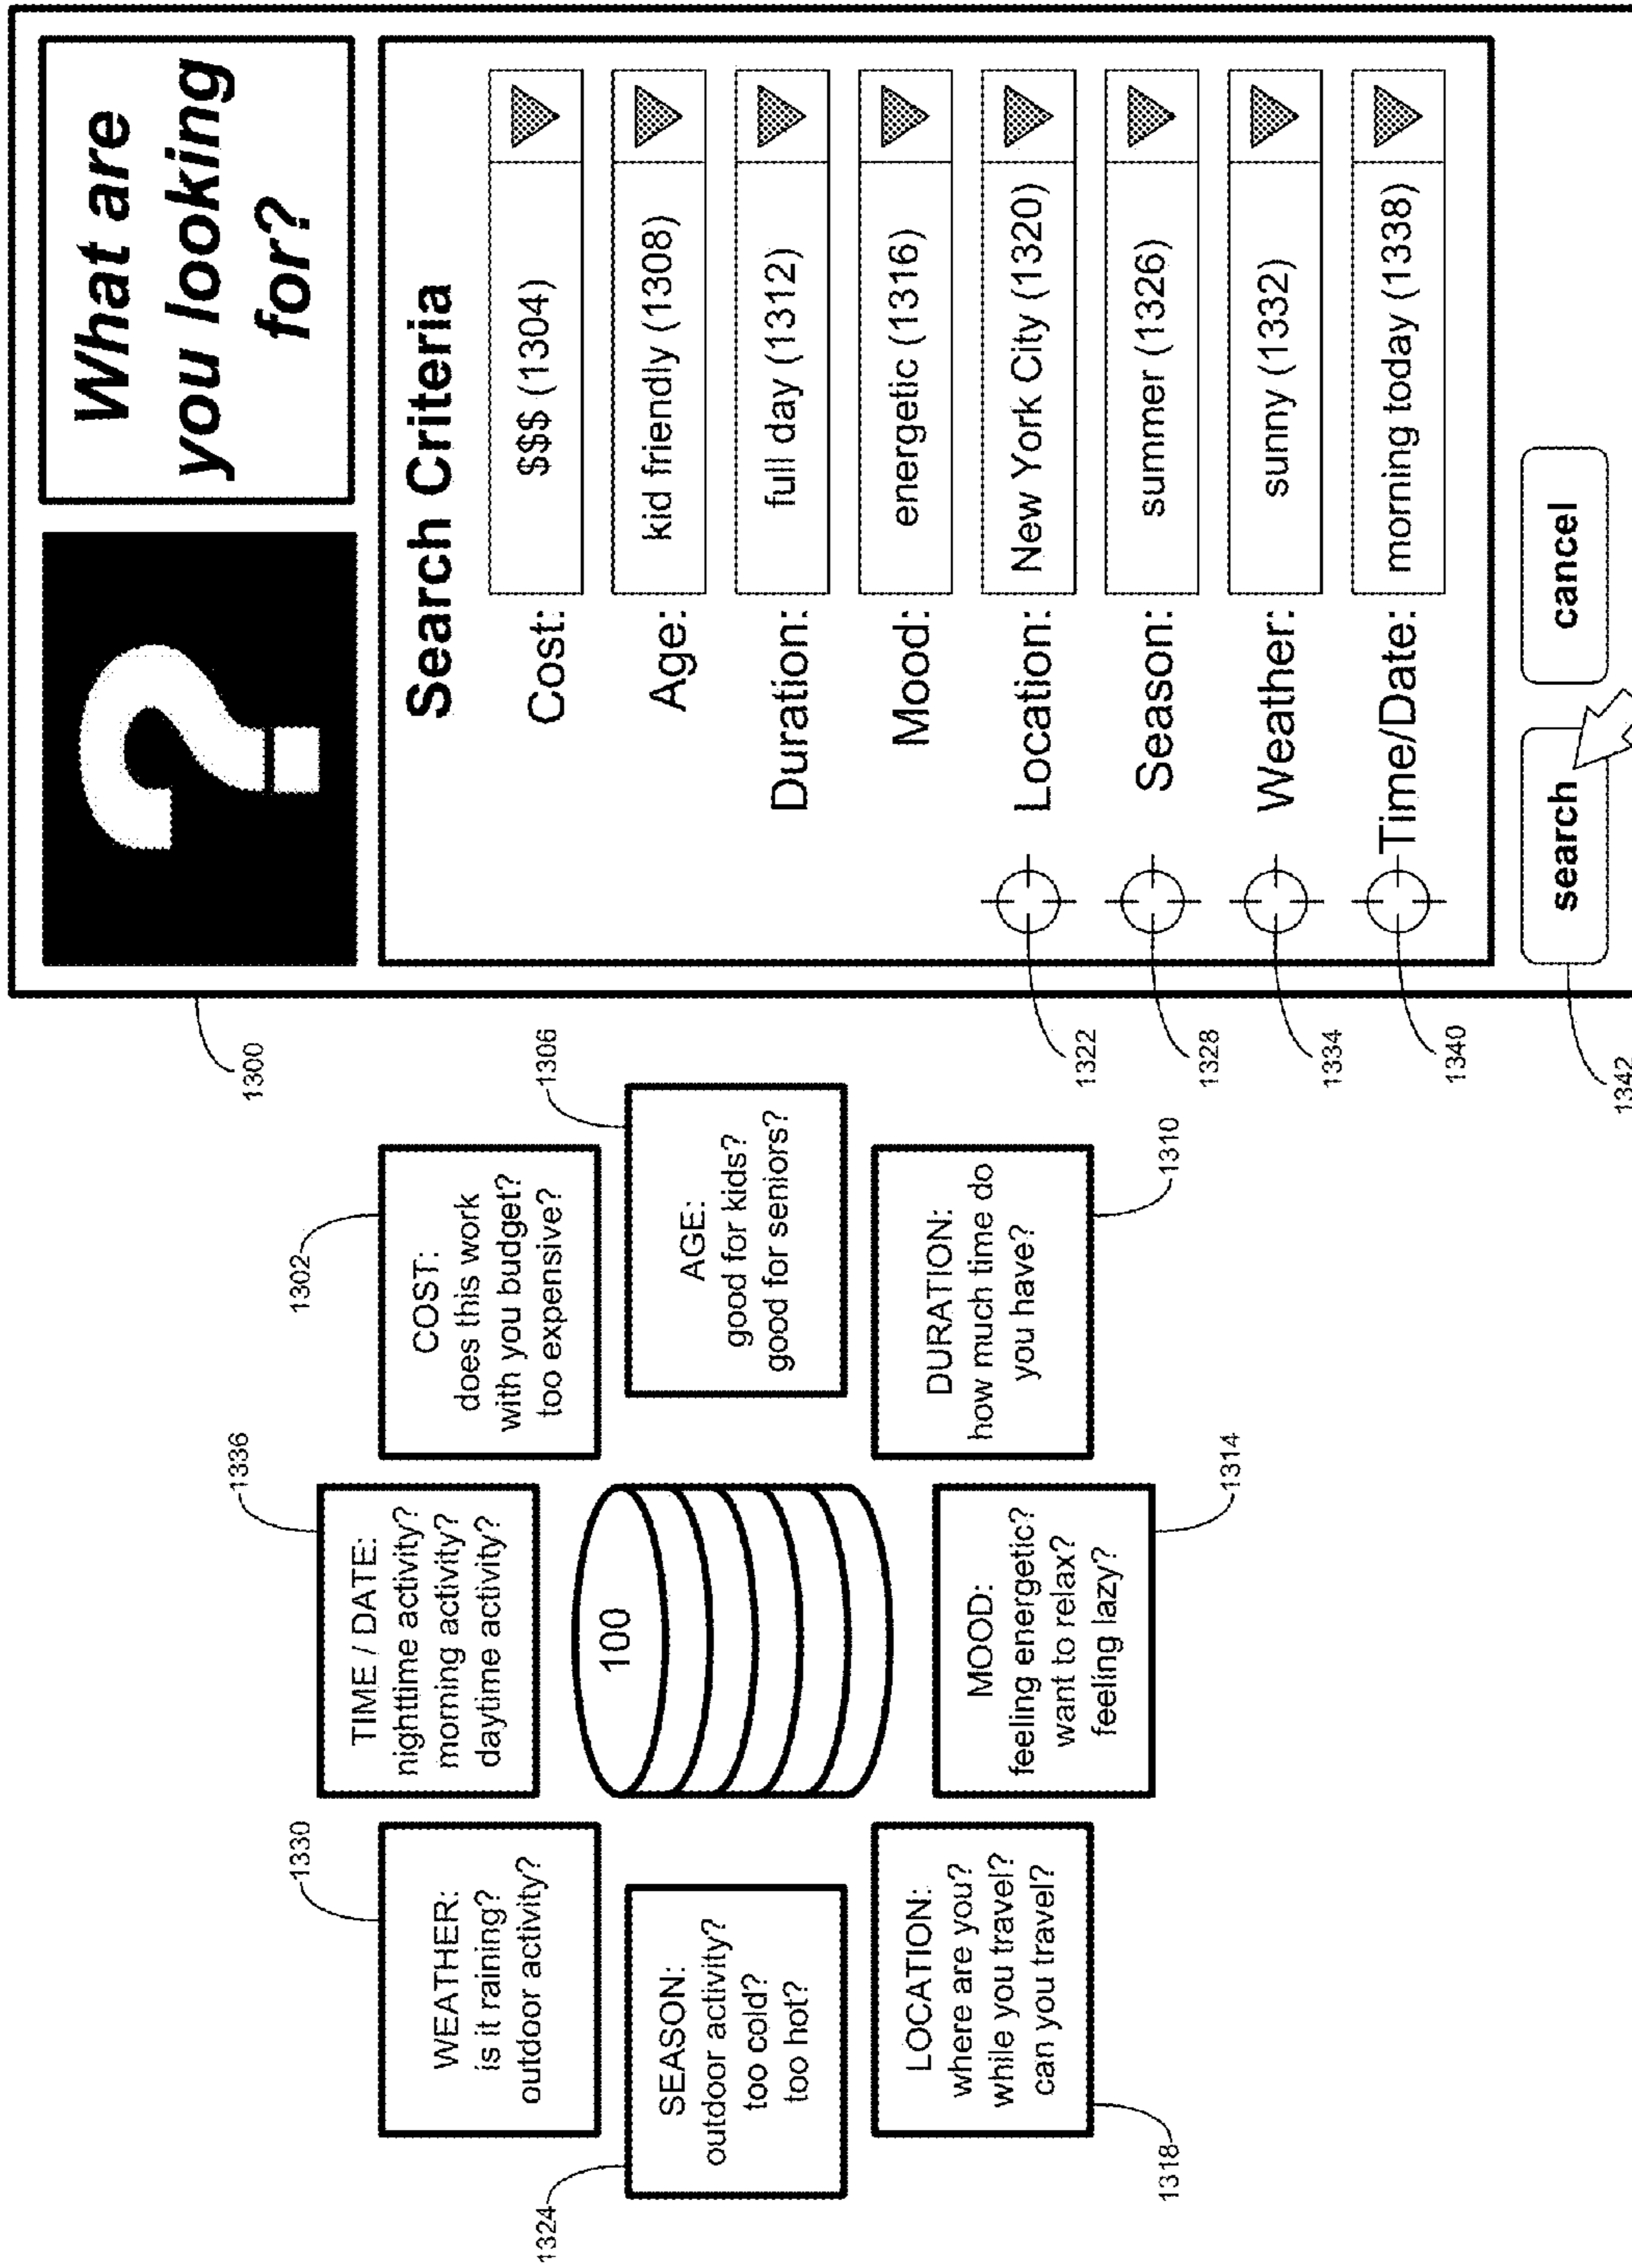 1336
TIME / DATE:
nighttime activity?
morning activity?
daytime activity?
1330
WEATHER:
is it raining?
outdoor activity?
1302
COST:
does this work
with you budget?
too expensive?
1324
SEASON:
outdoor activity?
too cold?
too hot?
100
1306
AGE:
good for kids?
good for seniors?
1318
LOCATION:
where are you?
while you travel?
can you travel?
MOOD:
feeling energetic?
want to relax?
feeling lazy?
1314
DURATION:
how much time do
you have?
1310
1300
?
What are
you looking
for?
Search Criteria
Cost: $$$ (1304)
Age: kid friendly (1308)
Duration: full day (1312)
Mood: energetic (1316)
1322 Location: New York City (1320)
1328 Season: summer (1326)
1334 Weather: sunny (1332)
1340 Time/Date: morning today (1338)
1342 search cancel